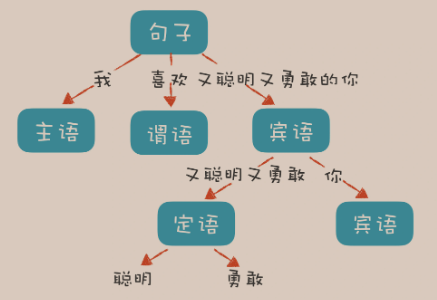 句子
我 喜欢 又聪明又勇敢的你
主语 谓语 宾语
又聪明又勇敢 你
定语 宾语
聪明 勇敢